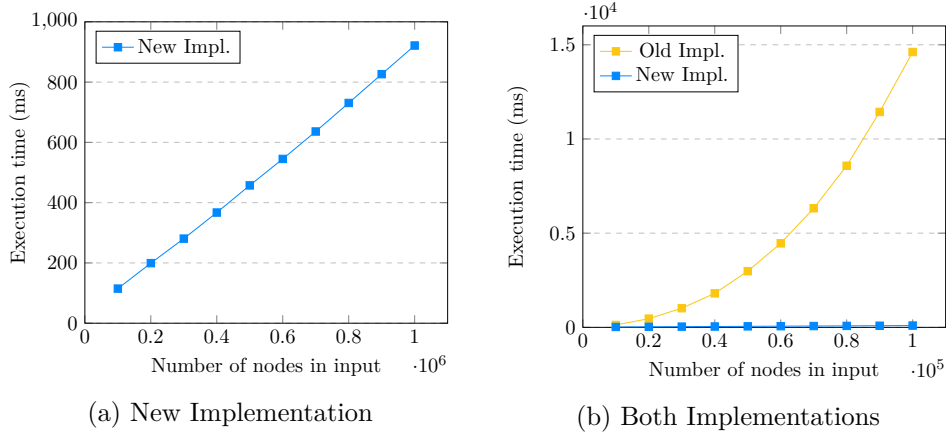 New Impl.
1,000
800
600
400
200
0
Execution time (ms)
0 0.2 0.4 0.6 0.8 1
·10^6
Number of nodes in input
(a) New Implementation
·10^4
Old Impl.
New Impl.
1.5
1
0.5
0
Execution time (ms)
0 0.2 0.4 0.6 0.8 1
·10^5
Number of nodes in input
(b) Both Implementations